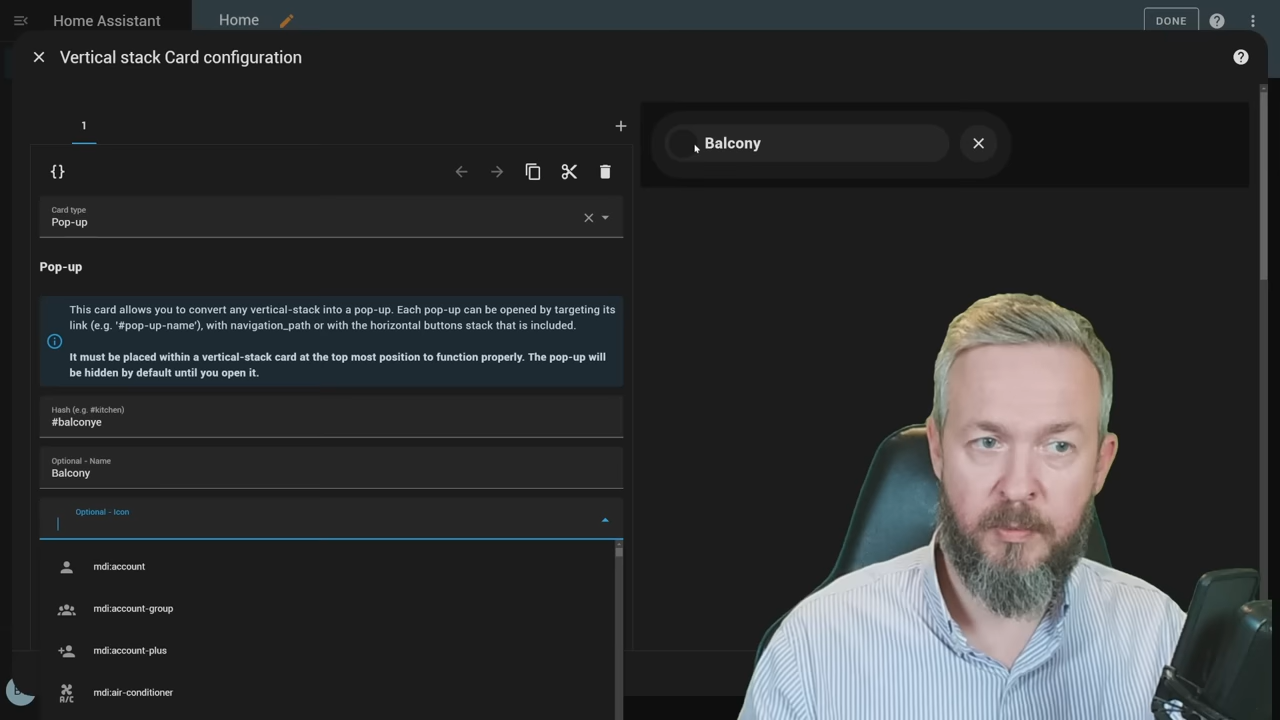 Home Assistant
Home
DONE
Vertical stack Card configuration
1
Balcony
Card type
Pop-up
Pop-up
This card allows you to convert any vertical-stack into a pop-up. Each pop-up can be opened by targeting its
link (e.g. '#pop-up-name'), with navigation_path or with the horizontal buttons stack that is included.
It must be placed within a vertical-stack card at the top most position to function properly. The pop-up will
be hidden by default until you open it.
Hash (e.g. #kitchen)
#balconye
Optional - Name
Balcony
Optional - Icon
mdi:account
mdi:account-group
mdi:account-plus
mdi:air-conditioner